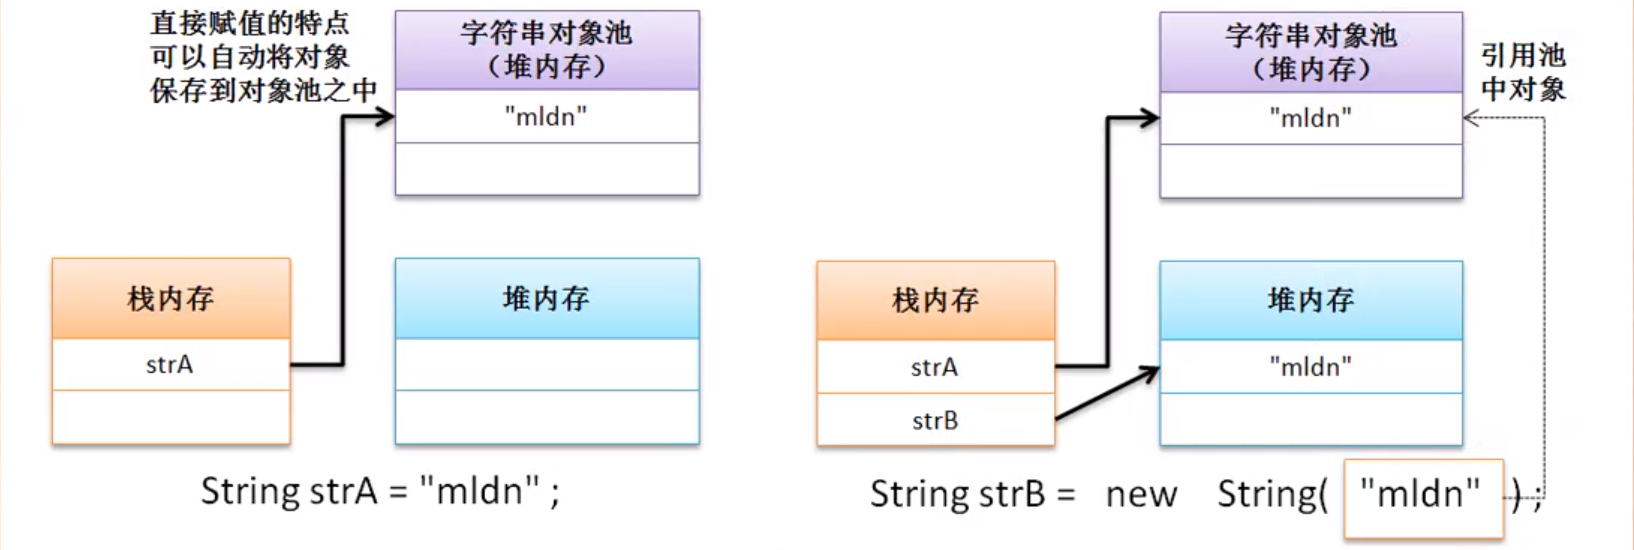 直接赋值的特点
可以自动将对象
保存到对象池之中
字符串对象池
（堆内存）
"mldn"
栈内存
堆内存
strA
String strA = "mldn" ;
字符串对象池
（堆内存）
引用池
中对象
"mldn"
栈内存
堆内存
strA
"mldn"
strB
String strB = new String( "mldn" ) ;